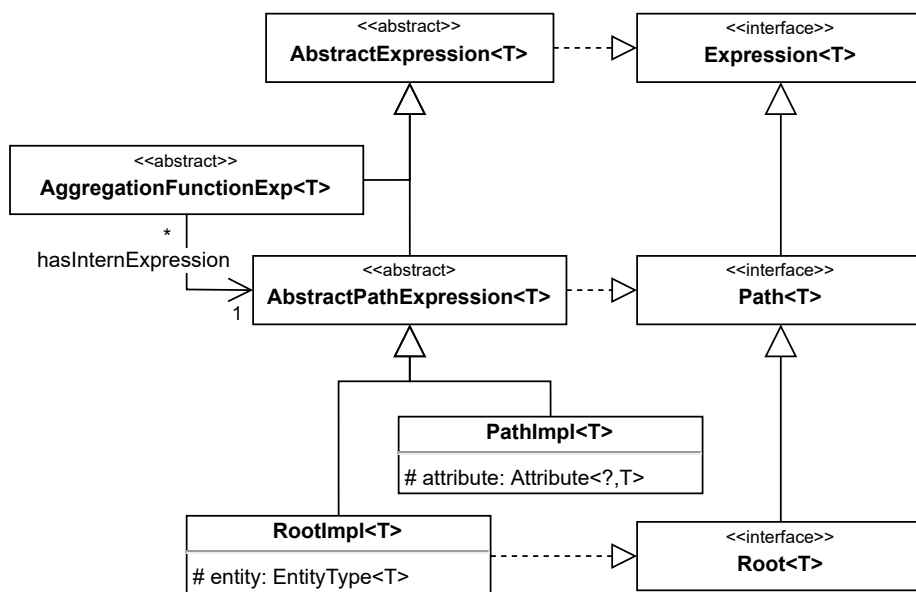 <<abstract>>
AbstractExpression<T>
<<interface>>
Expression<T>
<<abstract>>
AggregationFunctionExp<T>
*
hasInternExpression
1
<<abstract>
AbstractPathExpression<T>
<<interface>>
Path<T>
PathImpl<T>
# attribute: Attribute<?,T>
RootImpl<T>
# entity: EntityType<T>
<<interface>>
Root<T>